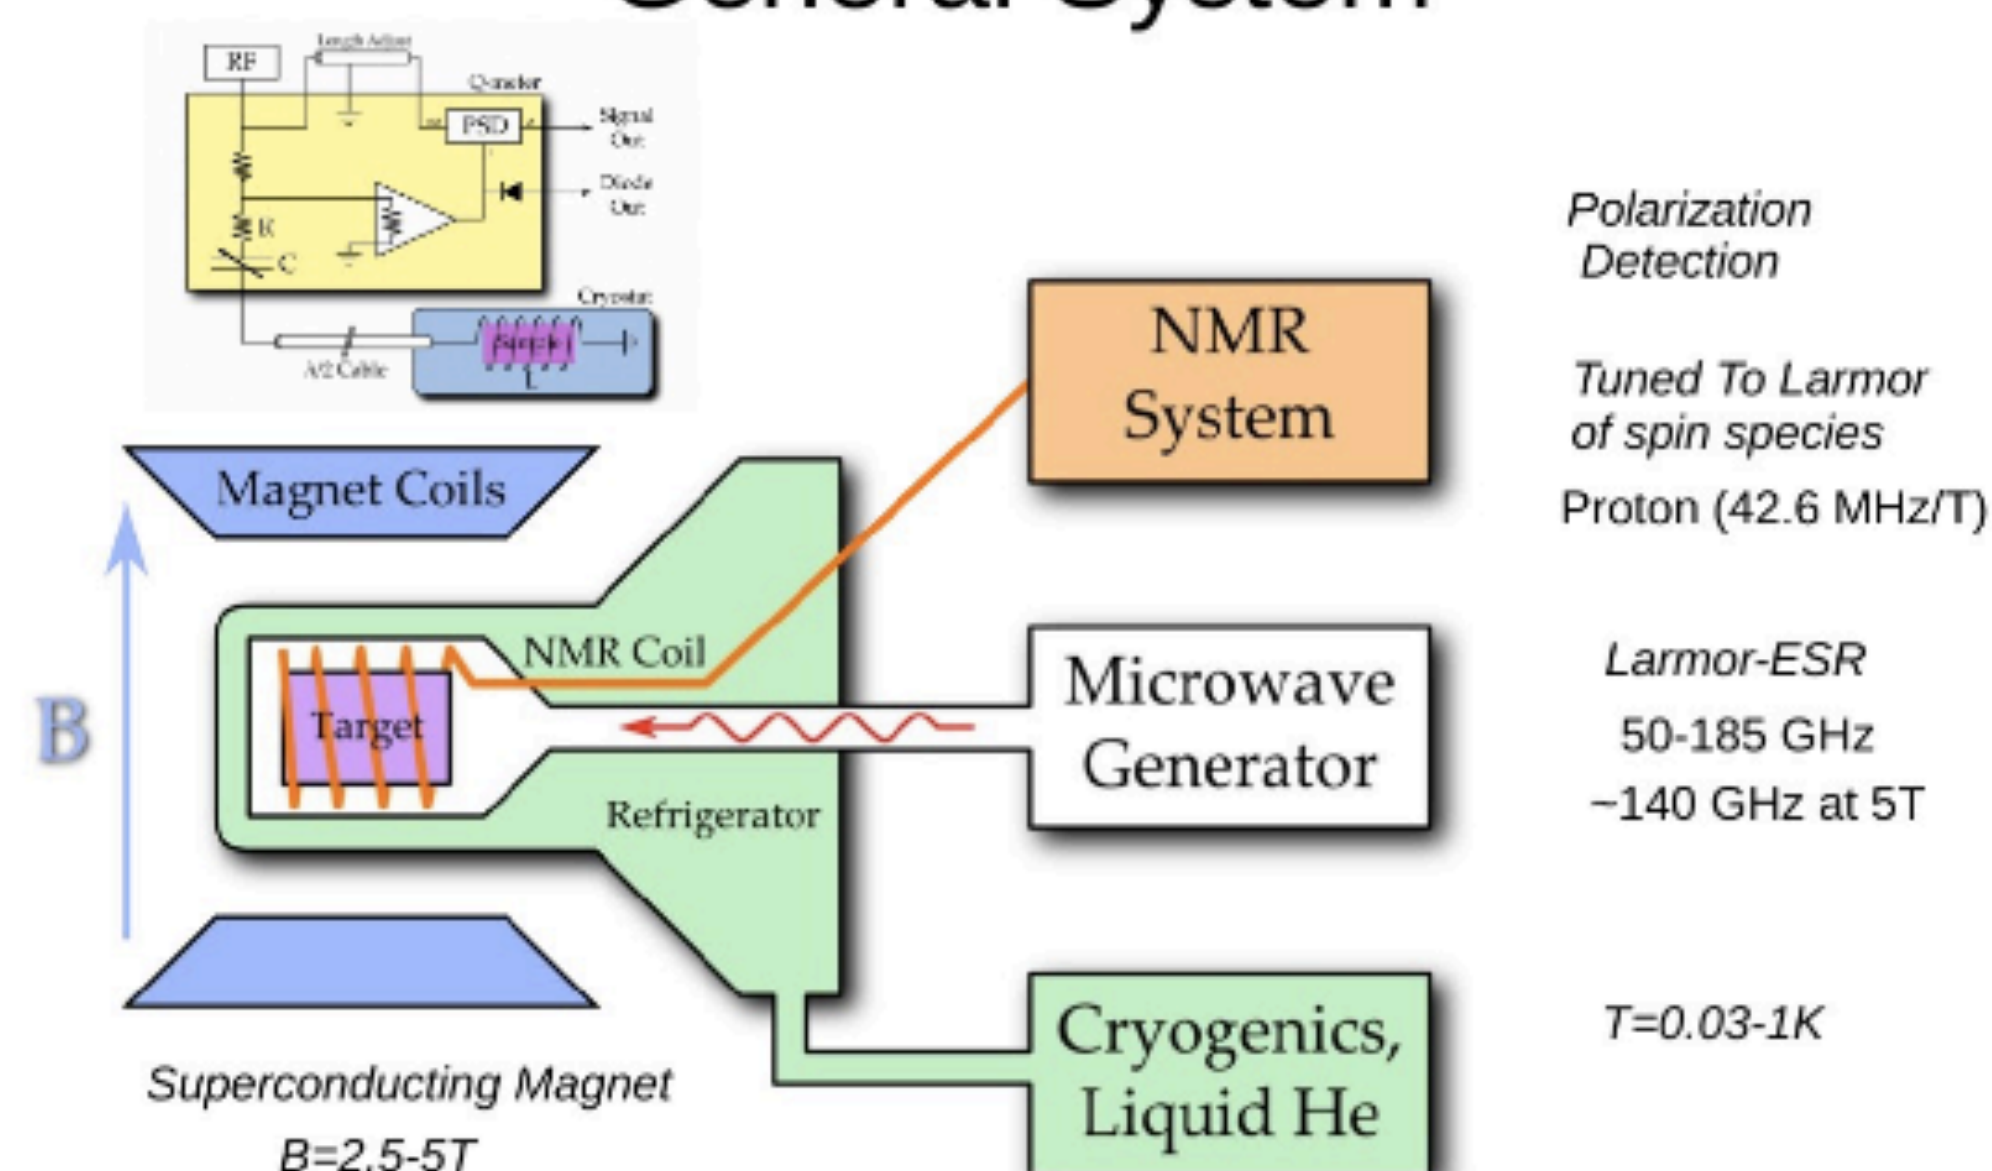 General System
RF
Length Adjust
Q-meter
PSD
Signal
Out
Diode
Out
R
C
Cryostat
Sample
L
λ/2 Cable
Magnet Coils
B
NMR Coil
Target
Refrigerator
Superconducting Magnet
B=2.5-5T
NMR
System
Microwave
Generator
Cryogenics,
Liquid He
Polarization
Detection
Tuned To Larmor
of spin species
Proton (42.6 MHz/T)
Larmor-ESR
50-185 GHz
~140 GHz at 5T
T=0.03-1K